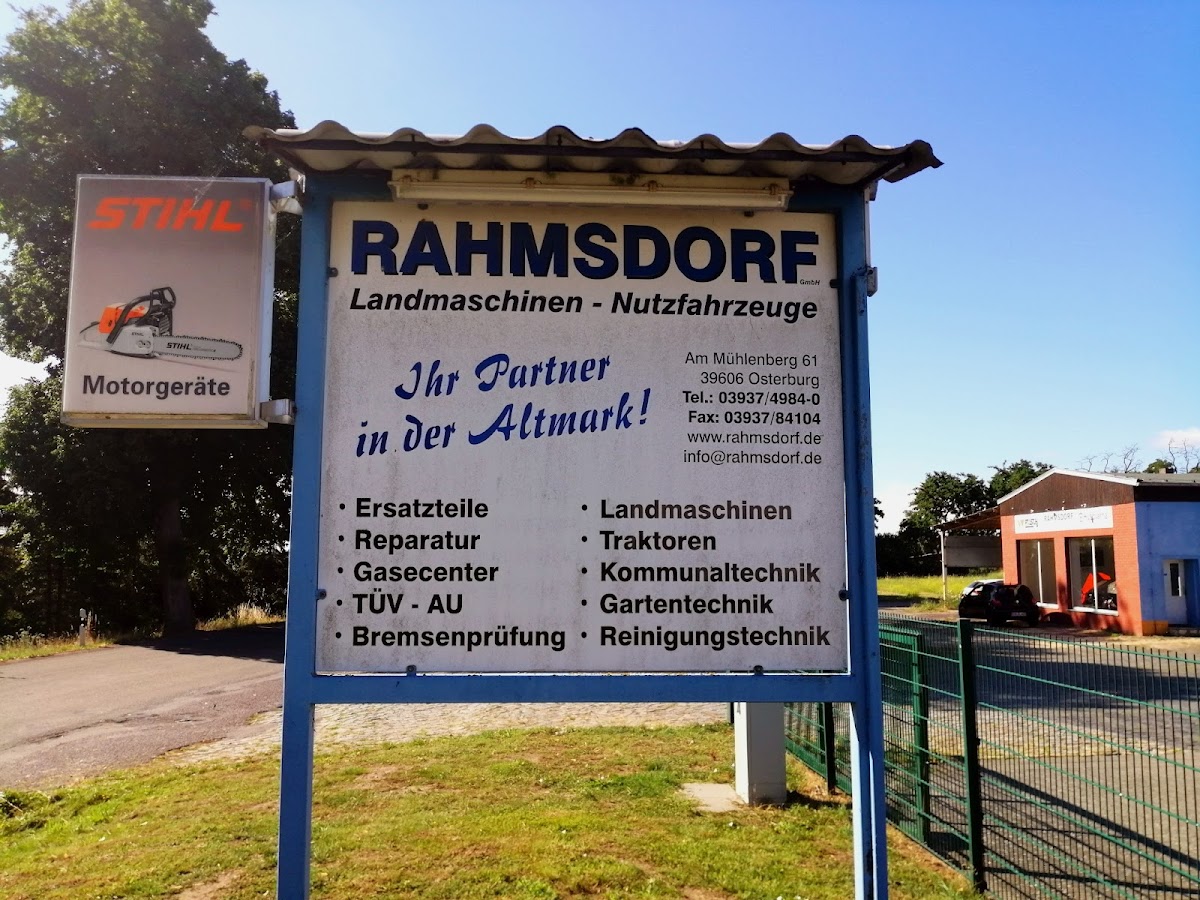 STIHL
STIHL
Motorgeräte
RAHMSDORF
GmbH
Landmaschinen - Nutzfahrzeuge
Ihr Partner
in der Altmark!
Am Mühlenberg 61
39606 Osterburg
Tel.: 03937/4984-0
Fax: 03937/84104
www.rahmsdorf.de
info@rahmsdorf.de
· Ersatzteile
· Reparatur
· Gasecenter
· TÜV - AU
· Bremsenprüfung
· Landmaschinen
· Traktoren
· Kommunaltechnik
· Gartentechnik
· Reinigungstechnik
RAHMSDORF